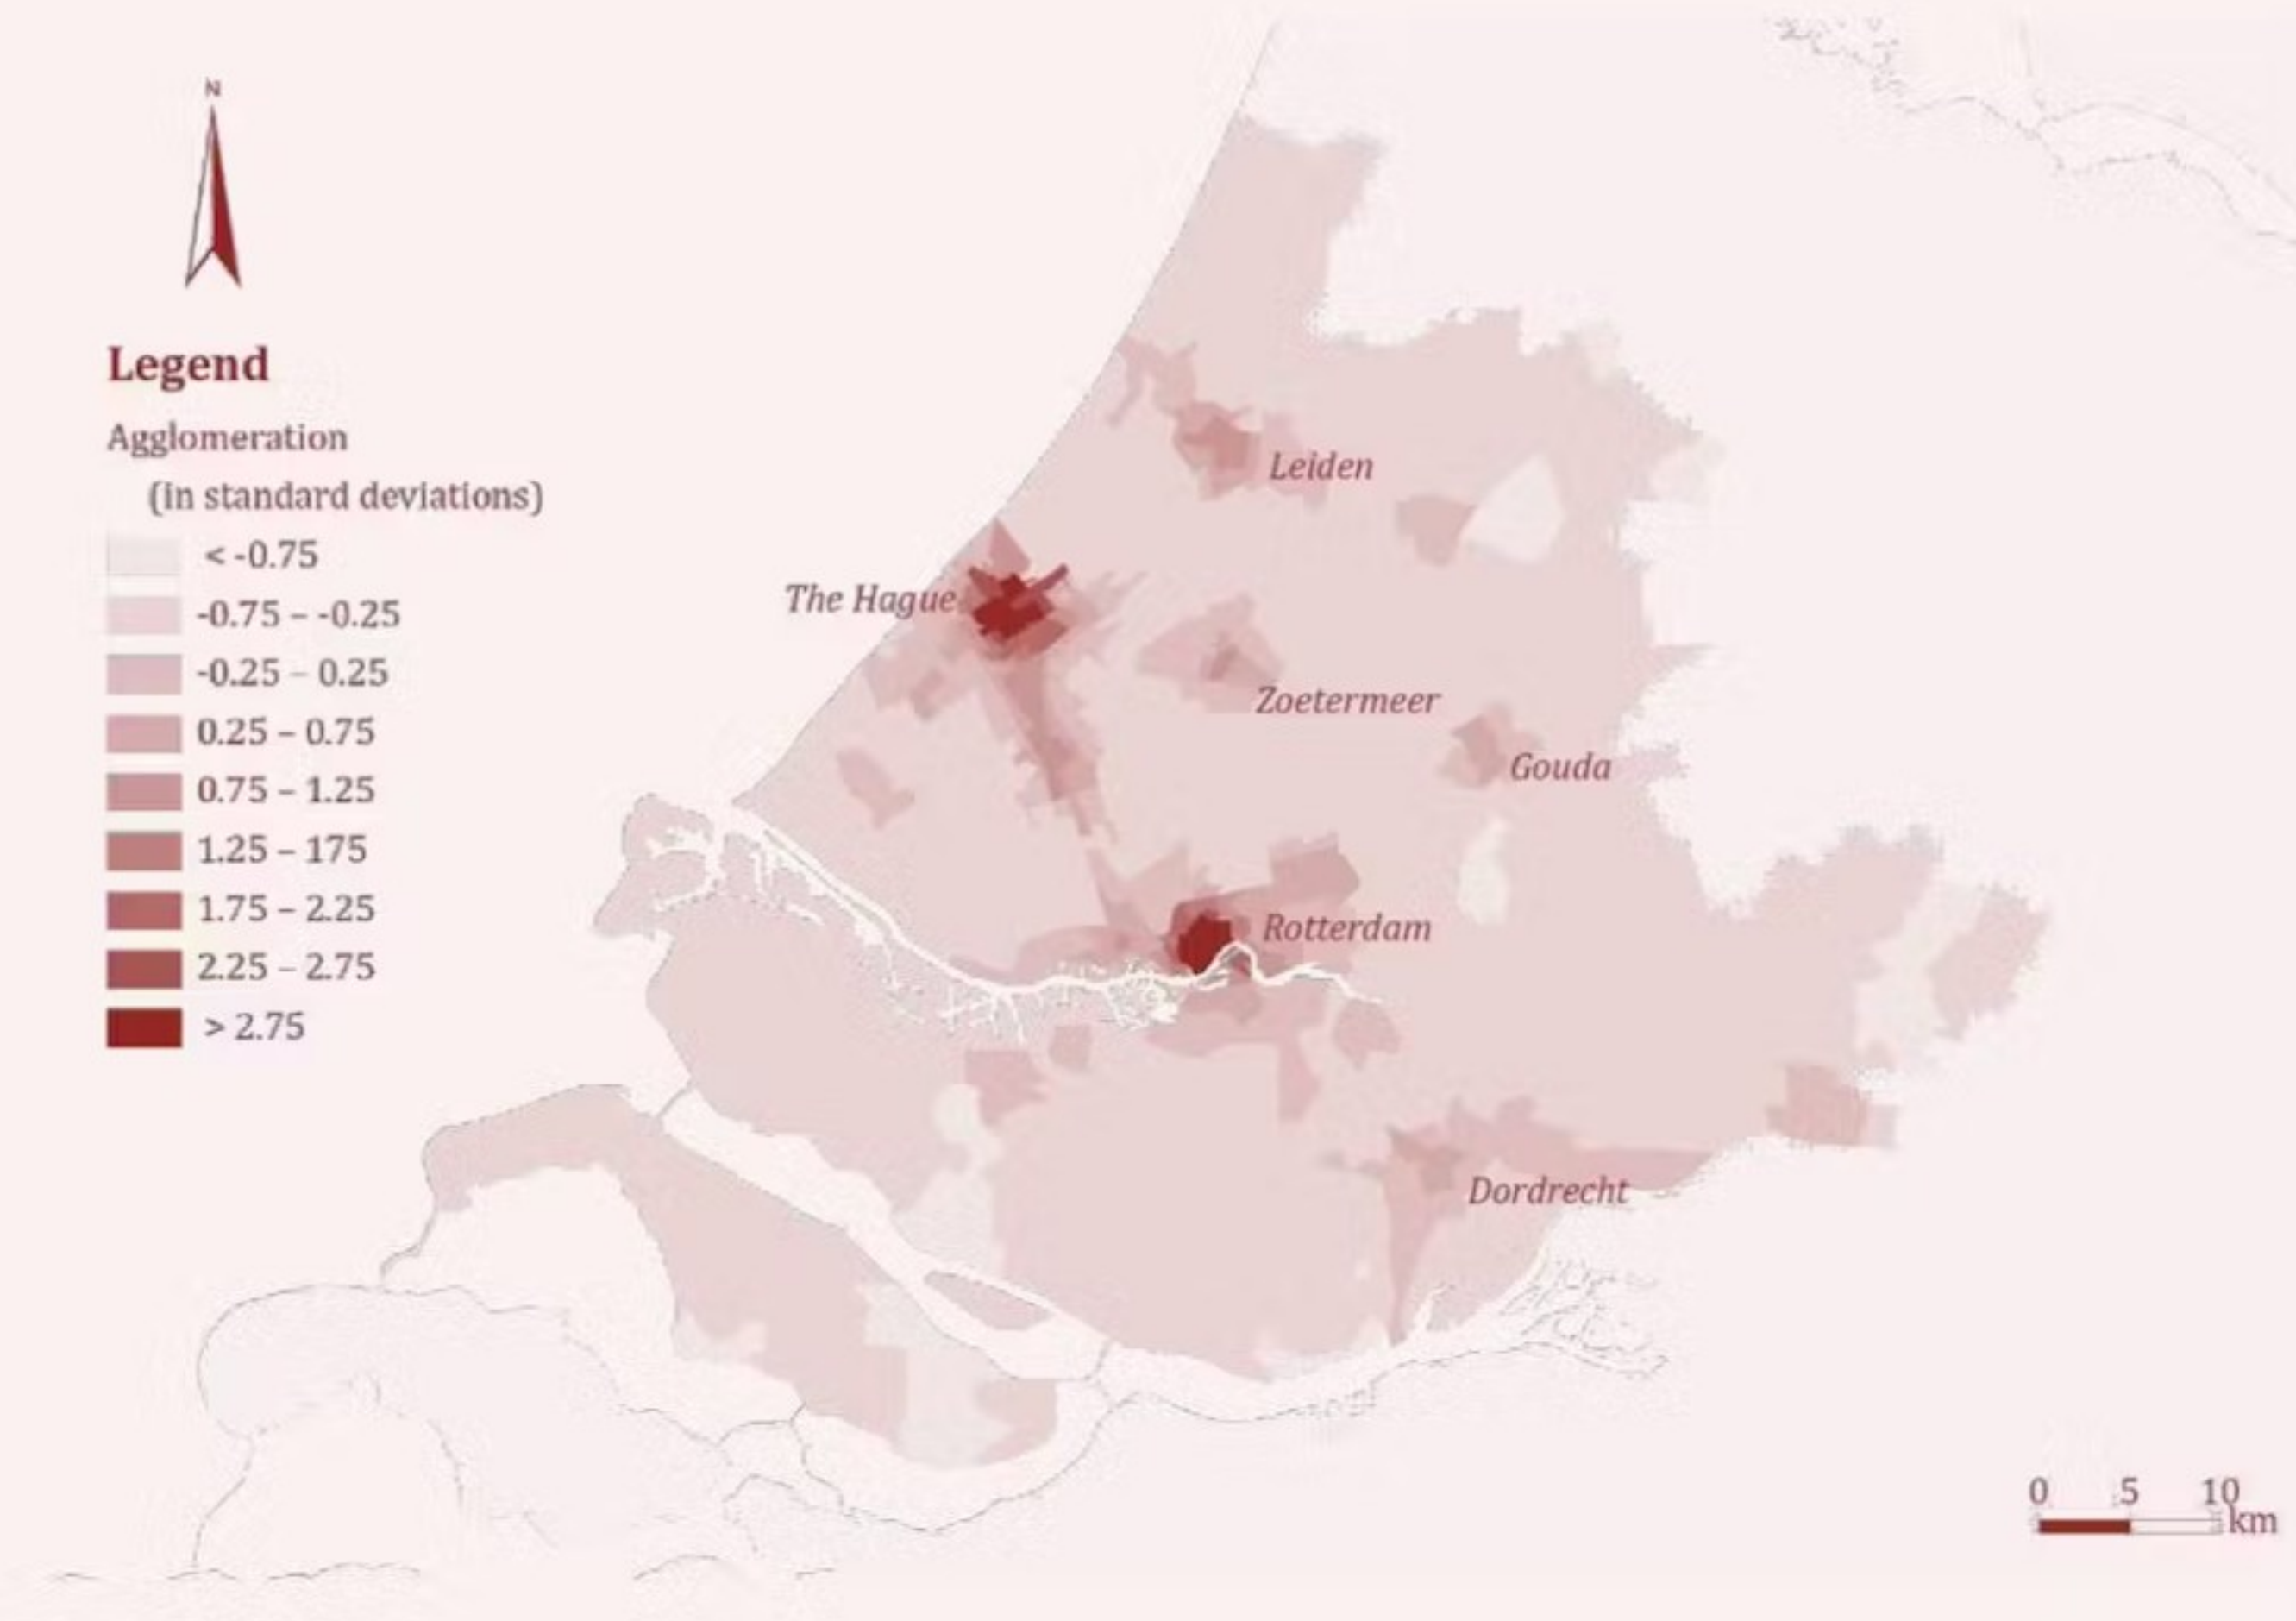 N
Legend
Agglomeration
(in standard deviations)
< -0.75
-0.75 – -0.25
-0.25 – 0.25
0.25 – 0.75
0.75 – 1.25
1.25 – 175
1.75 – 2.25
2.25 – 2.75
> 2.75
Leiden
The Hague
Zoetermeer
Gouda
Rotterdam
Dordrecht
0 5 10
km